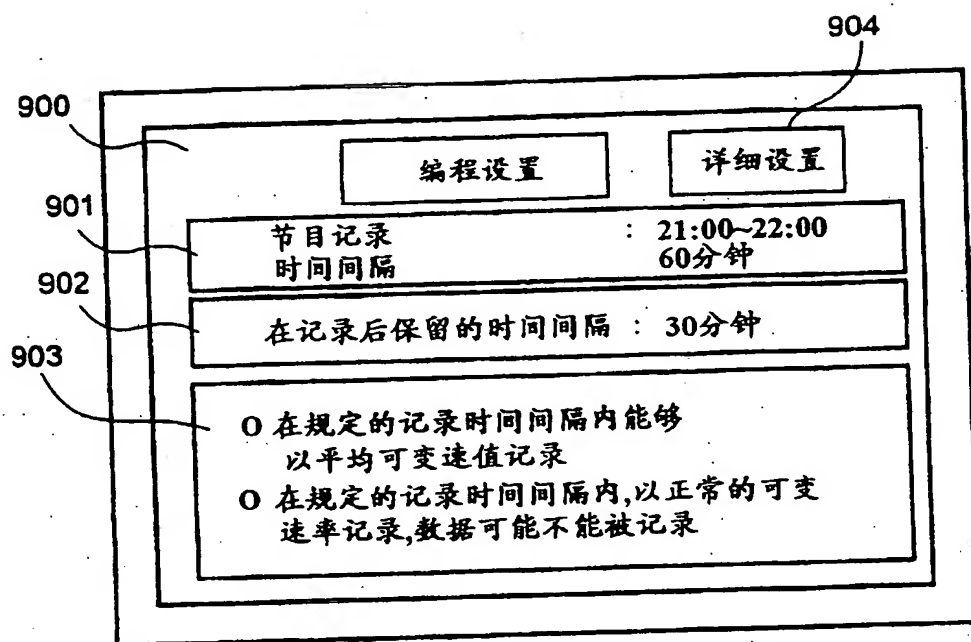 904
900
编程设置 详细设置
901
节目记录 : 21:00~22:00
时间间隔 60分钟
902
在记录后保留的时间间隔 : 30分钟
903
O 在规定的记录时间间隔内能够
以平均可变速值记录
O 在规定的记录时间间隔内,以正常的可变
速率记录,数据可能不能被记录